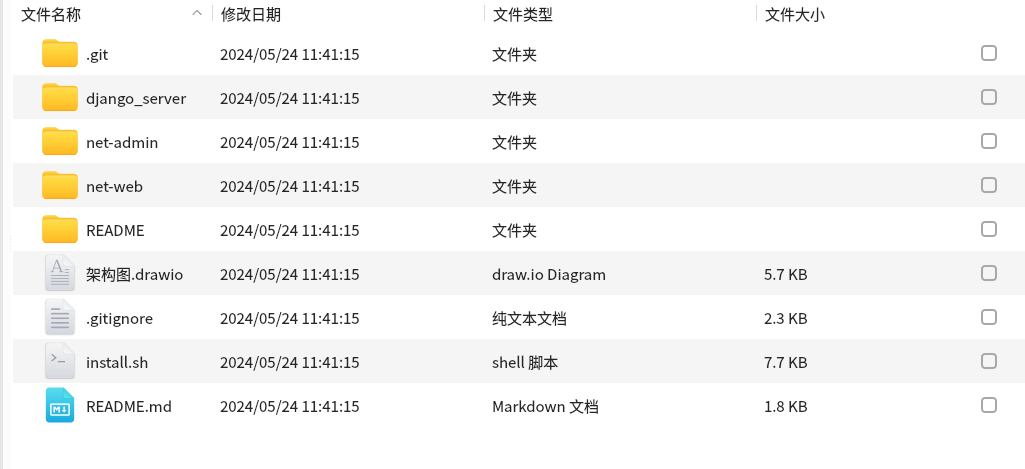 文件名称 修改日期 文件类型 文件大小
.git 2024/05/24 11:41:15 文件夹
django_server 2024/05/24 11:41:15 文件夹
net-admin 2024/05/24 11:41:15 文件夹
net-web 2024/05/24 11:41:15 文件夹
README 2024/05/24 11:41:15 文件夹
架构图.drawio 2024/05/24 11:41:15 draw.io Diagram 5.7 KB
.gitignore 2024/05/24 11:41:15 纯文本文档 2.3 KB
install.sh 2024/05/24 11:41:15 shell 脚本 7.7 KB
README.md 2024/05/24 11:41:15 Markdown 文档 1.8 KB